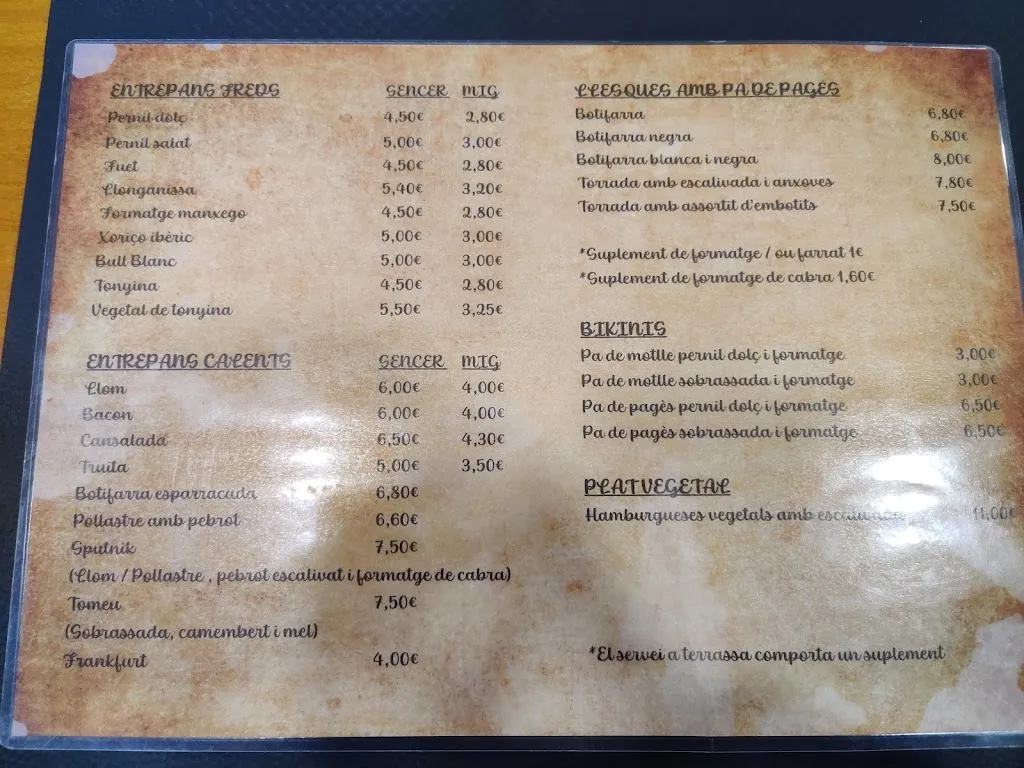 ENTREPANS FREDS SENCER MIG
Pernil dolç 4,50€ 2,80€
Pernil salat 5,00€ 3,00€
Fuet 4,50€ 2,80€
Llonganissa 5,40€ 3,20€
Formatge manxego 4,50€ 2,80€
Xoriço ibèric 5,00€ 3,00€
Bull Blanc 5,00€ 3,00€
Tonyina 4,50€ 2,80€
Vegetal de tonyina 5,50€ 3,25€
ENTREPANS CALENTS SENCER MIG
Llom 6,00€ 4,00€
Bacon 6,00€ 4,00€
Cansalada 6,50€ 4,30€
Truita 5,00€ 3,50€
Botifarra esparracada 6,80€
Pollastre amb pebrot 6,60€
Sputnik 7,50€
(Llom / Pollastre , pebrot escalivat i formatge de cabra)
Tomeu 7,50€
(Sobrassada, camembert i mel)
Frankfurt 4,00€
LLESQUES AMB PA DE PAGES
Botifarra 6,80€
Botifarra negra 6,80€
Botifarra blanca i negra 8,00€
Torrada amb escalivada i anxoves 7,80€
Torrada amb assortit d'embotits 7,50€
*Suplement de formatge / ou farrat 1€
*Suplement de formatge de cabra 1,60€
BIKINIS
Pa de motlle pernil dolç i formatge 3,00€
Pa de motlle sobrassada i formatge 3,00€
Pa de pagès pernil dolç i formatge 6,50€
Pa de pagès sobrassada i formatge 6,50€
PLAT VEGETAL
Hamburgueses vegetals amb escalivada 11,00€
*El servei a terrassa comporta un suplement